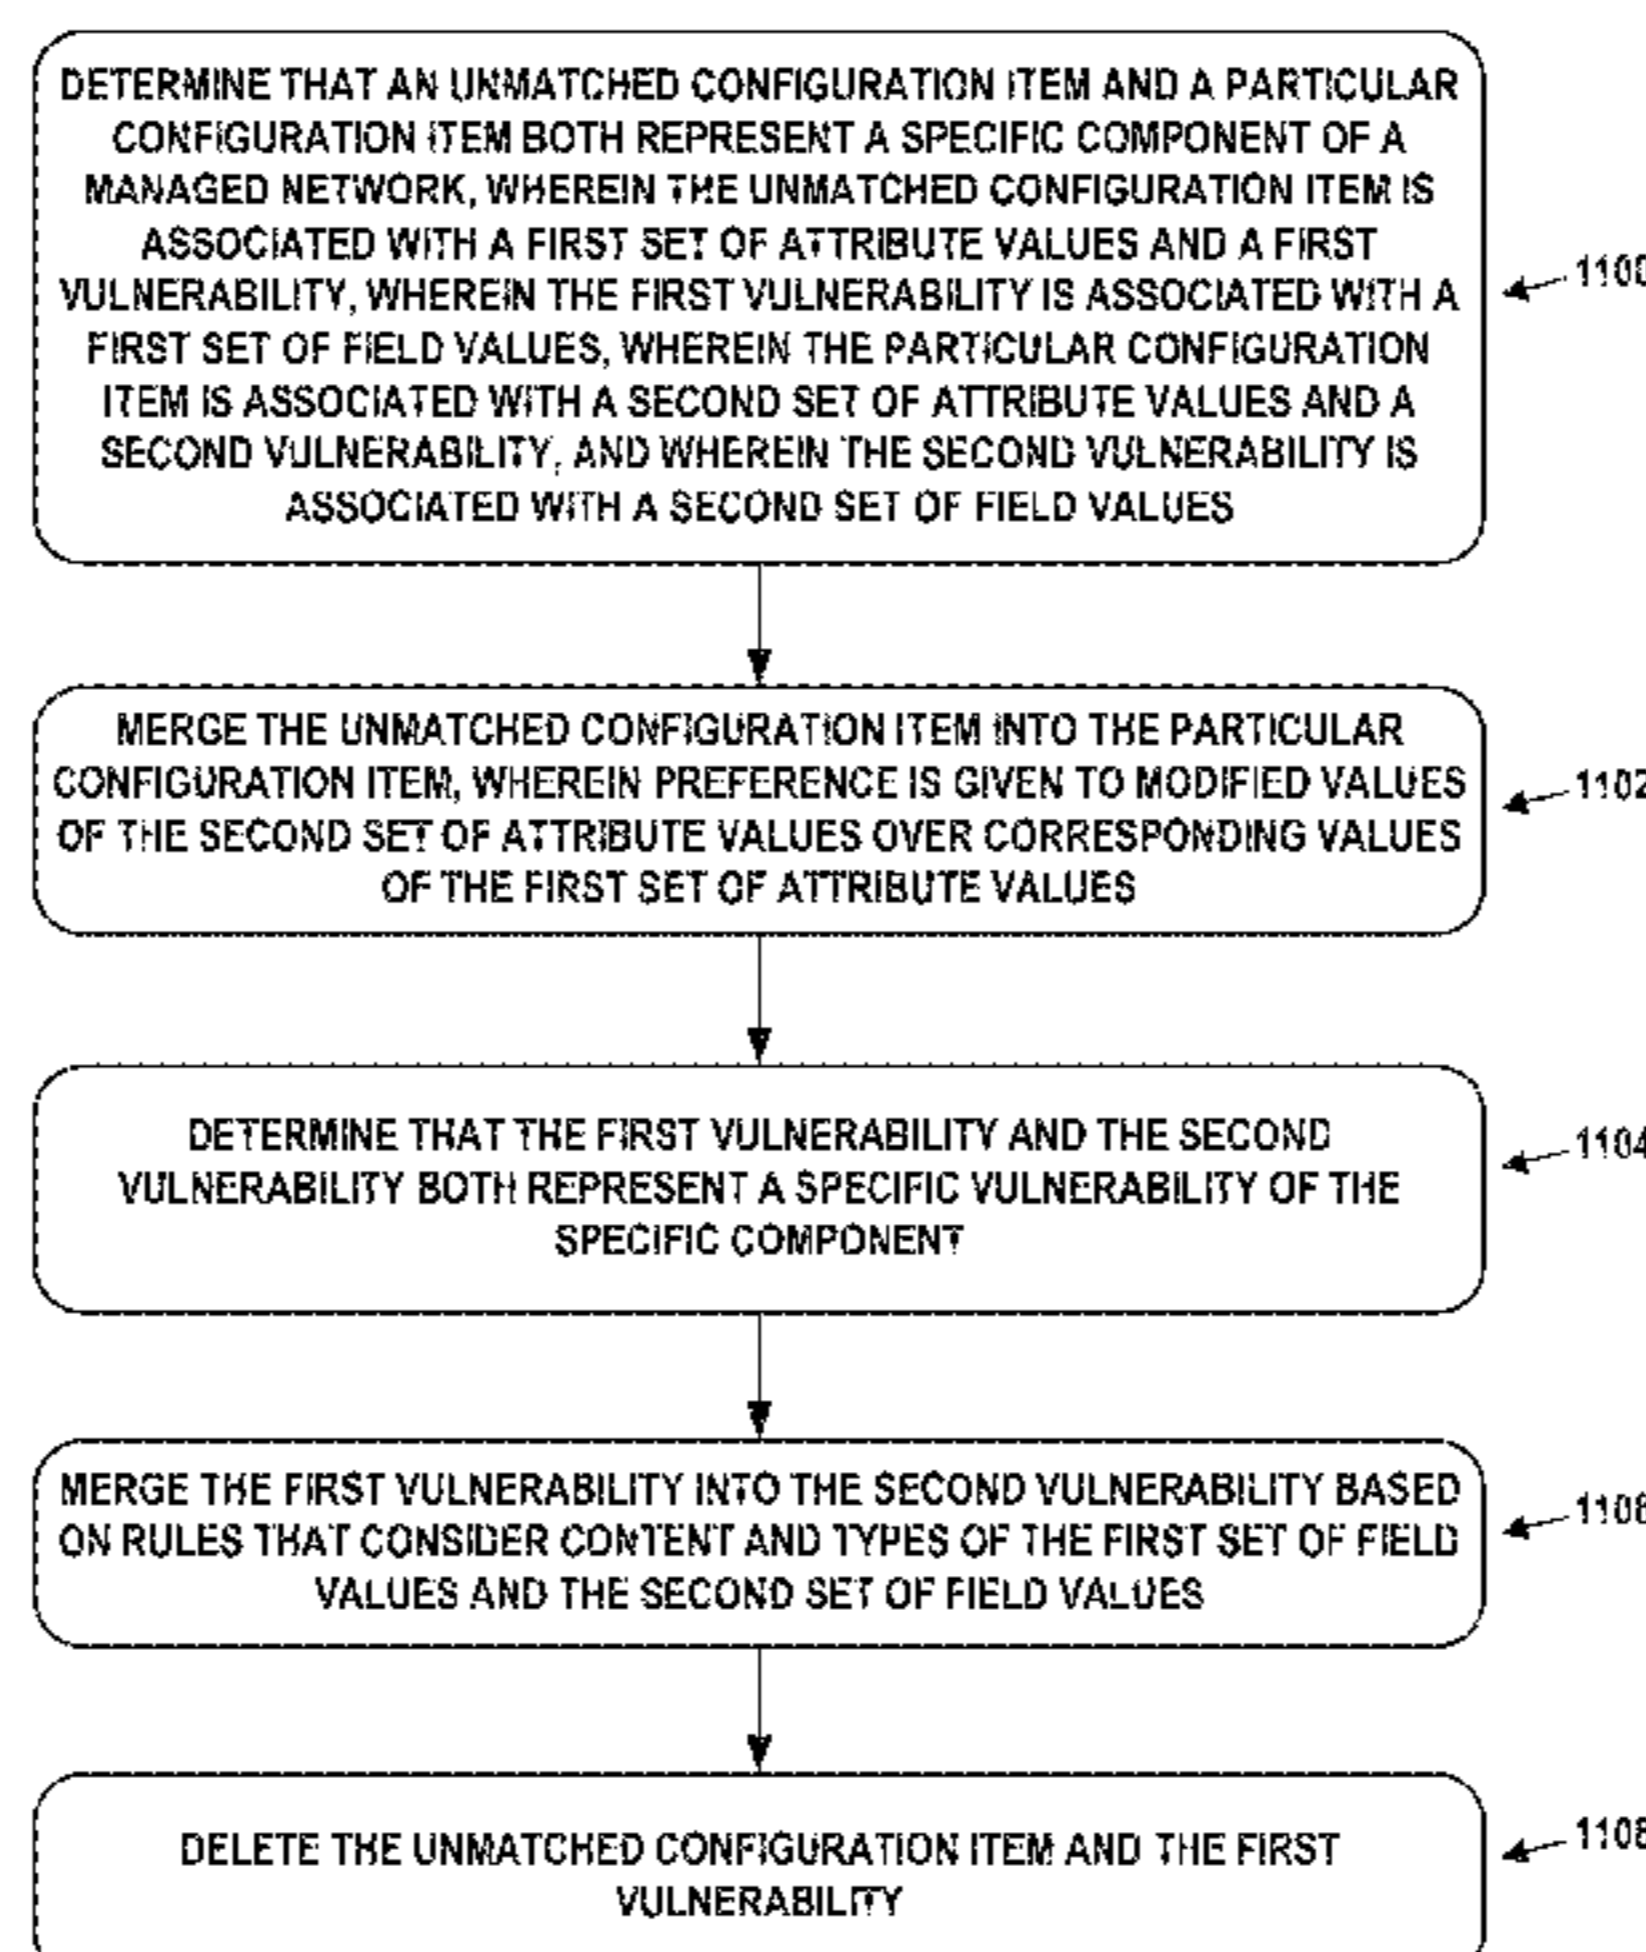 DETERMINE THAT AN UNMATCHED CONFIGURATION ITEM AND A PARTICULAR
CONFIGURATION ITEM BOTH REPRESENT A SPECIFIC COMPONENT OF A
MANAGED NETWORK, WHEREIN THE UNMATCHED CONFIGURATION ITEM IS
ASSOCIATED WITH A FIRST SET OF ATTRIBUTE VALUES AND A FIRST
VULNERABILITY, WHEREIN THE FIRST VULNERABILITY IS ASSOCIATED WITH A
FIRST SET OF FIELD VALUES, WHEREIN THE PARTICULAR CONFIGURATION
ITEM IS ASSOCIATED WITH A SECOND SET OF ATTRIBUTE VALUES AND A
SECOND VULNERABILITY, AND WHEREIN THE SECOND VULNERABILITY IS
ASSOCIATED WITH A SECOND SET OF FIELD VALUES
1100
MERGE THE UNMATCHED CONFIGURATION ITEM INTO THE PARTICULAR
CONFIGURATION ITEM, WHEREIN PREFERENCE IS GIVEN TO MODIFIED VALUES
OF THE SECOND SET OF ATTRIBUTE VALUES OVER CORRESPONDING VALUES
OF THE FIRST SET OF ATTRIBUTE VALUES
1102
DETERMINE THAT THE FIRST VULNERABILITY AND THE SECOND
VULNERABILITY BOTH REPRESENT A SPECIFIC VULNERABILITY OF THE
SPECIFIC COMPONENT
1104
MERGE THE FIRST VULNERABILITY INTO THE SECOND VULNERABILITY BASED
ON RULES THAT CONSIDER CONTENT AND TYPES OF THE FIRST SET OF FIELD
VALUES AND THE SECOND SET OF FIELD VALUES
1106
DELETE THE UNMATCHED CONFIGURATION ITEM AND THE FIRST
VULNERABILITY
1108